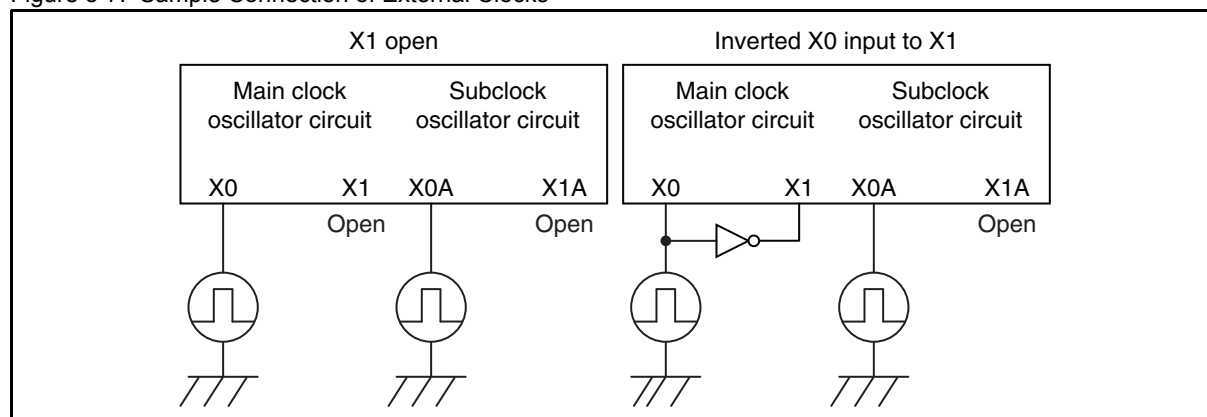 Figure Sample Connection of External Clocks
X1 open
Inverted X0 input to X1
Main clock
oscillator circuit
Subclock
oscillator circuit
X0 X1 X0A X1A
Open Open
Main clock
oscillator circuit
Subclock
oscillator circuit
X0 X1 X0A X1A
Open